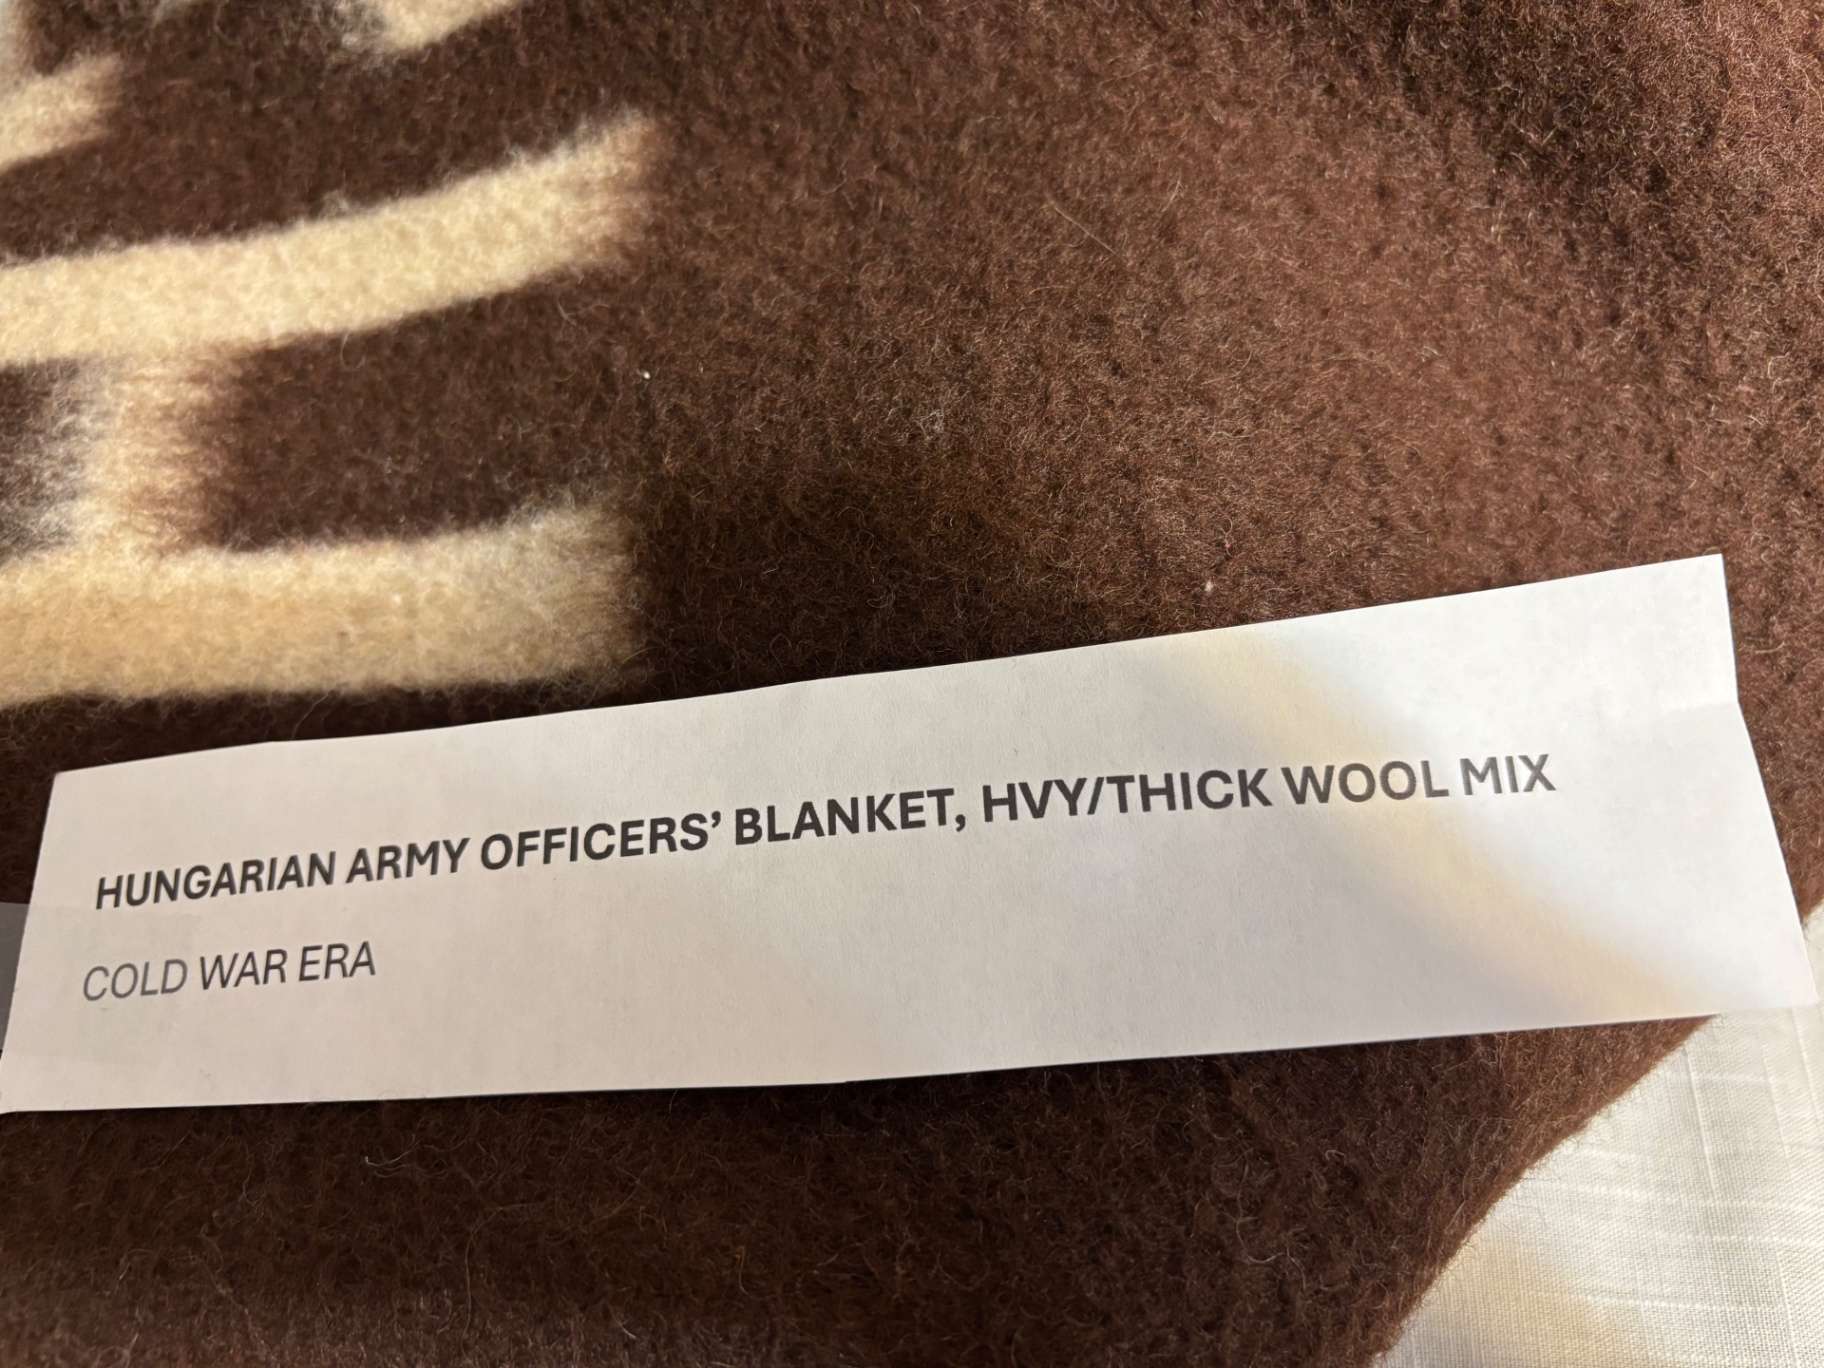 HUNGARIAN ARMY OFFICERS’ BLANKET, HVY/THICK WOOL MIX
COLD WAR ERA